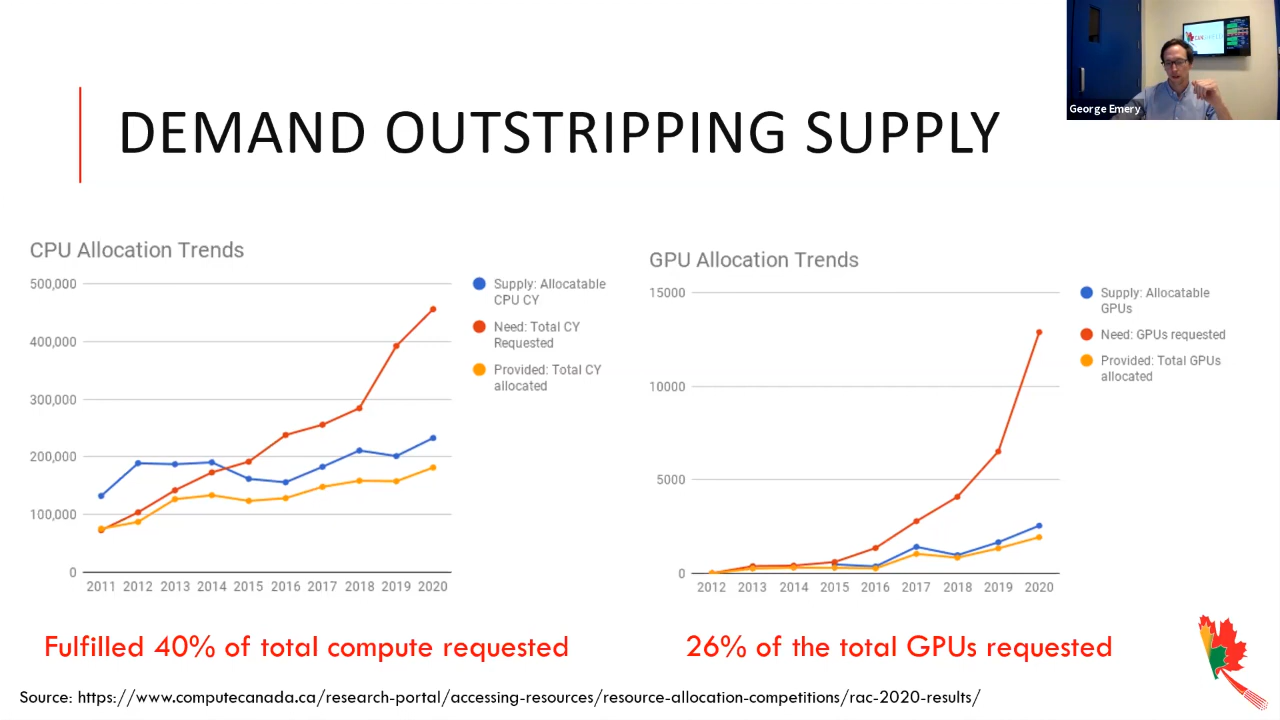 George Emery
DEMAND OUTSTRIPPING SUPPLY
CPU Allocation Trends
500,000
400,000
300,000
200,000
100,000
0
2011 2012 2013 2014 2015 2016 2017 2018 2019 2020
Supply: Allocatable
CPU CY
Need: Total CY
Requested
Provided: Total CY
allocated
GPU Allocation Trends
15000
10000
5000
0
2012 2013 2014 2015 2016 2017 2018 2019 2020
Supply: Allocatable
GPUs
Need: GPUs requested
Provided: Total GPUs
allocated
Fulfilled 40% of total compute requested
26% of the total GPUs requested
Source: https://www.computecanada.ca/research-portal/accessing-resources/resource-allocation-competitions/rac-2020-results/